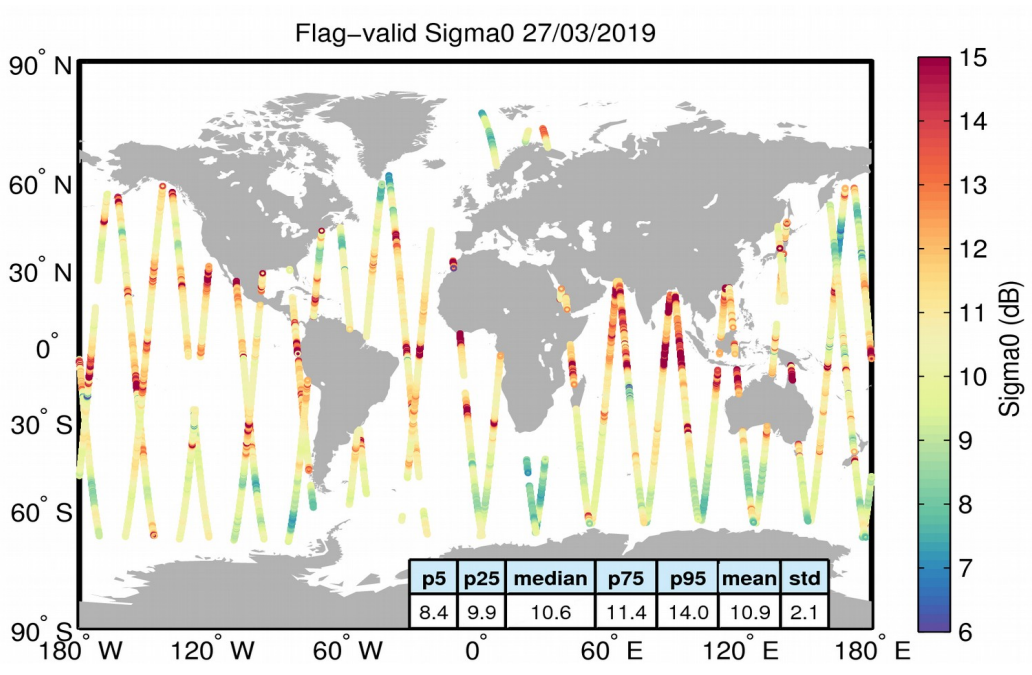 Flag−valid Sigma0 27/03/2019
90° N
60° N
30° N
0°
30° S
60° S
90° S
180° W
120° W
60° W
0°
60° E
120° E
180° E
p5 p25 median p75 p95 mean std
8.4 9.9 10.6 11.4 14.0 10.9 2.1
15
14
13
12
11
10
9
8
7
6
Sigma0 (dB)